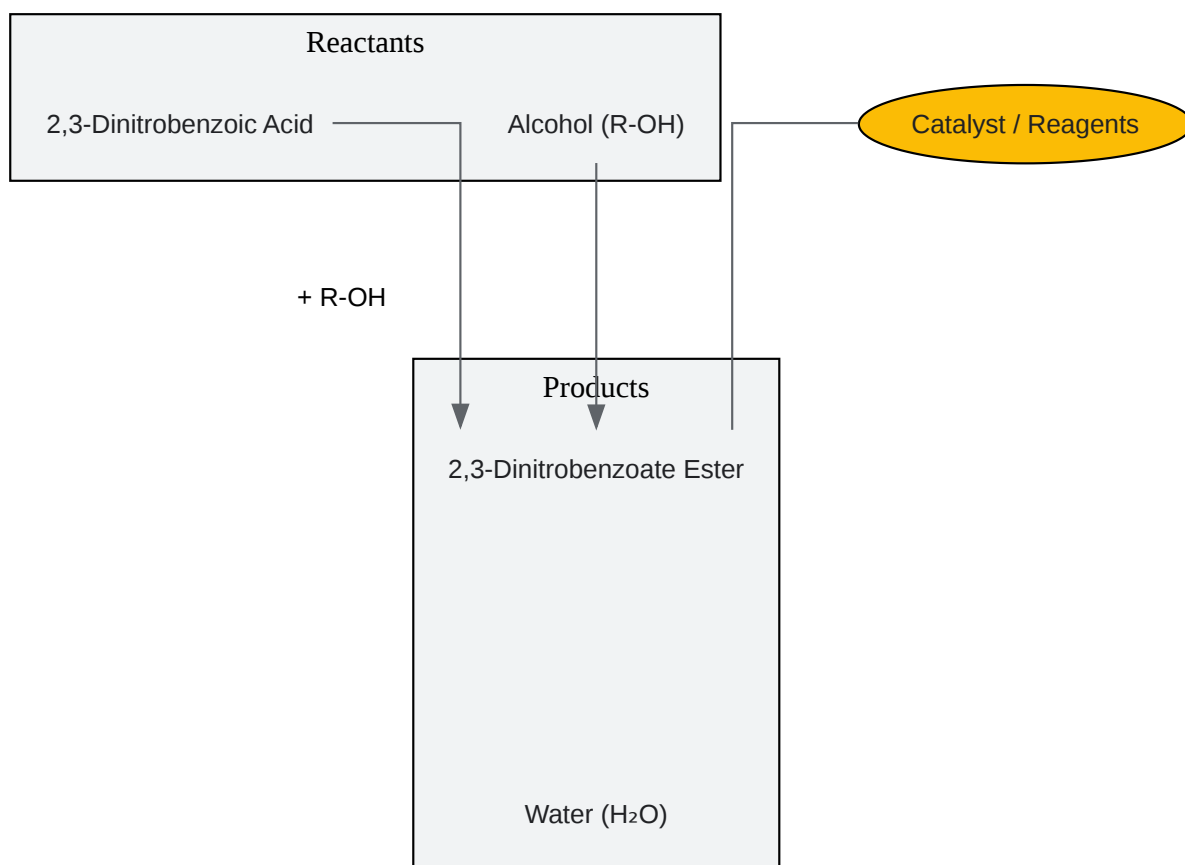 Reactants
2,3-Dinitrobenzoic Acid
Alcohol (R-OH)
Catalyst / Reagents
+ R-OH
Products
2,3-Dinitrobenzoate Ester
Water (H₂O)